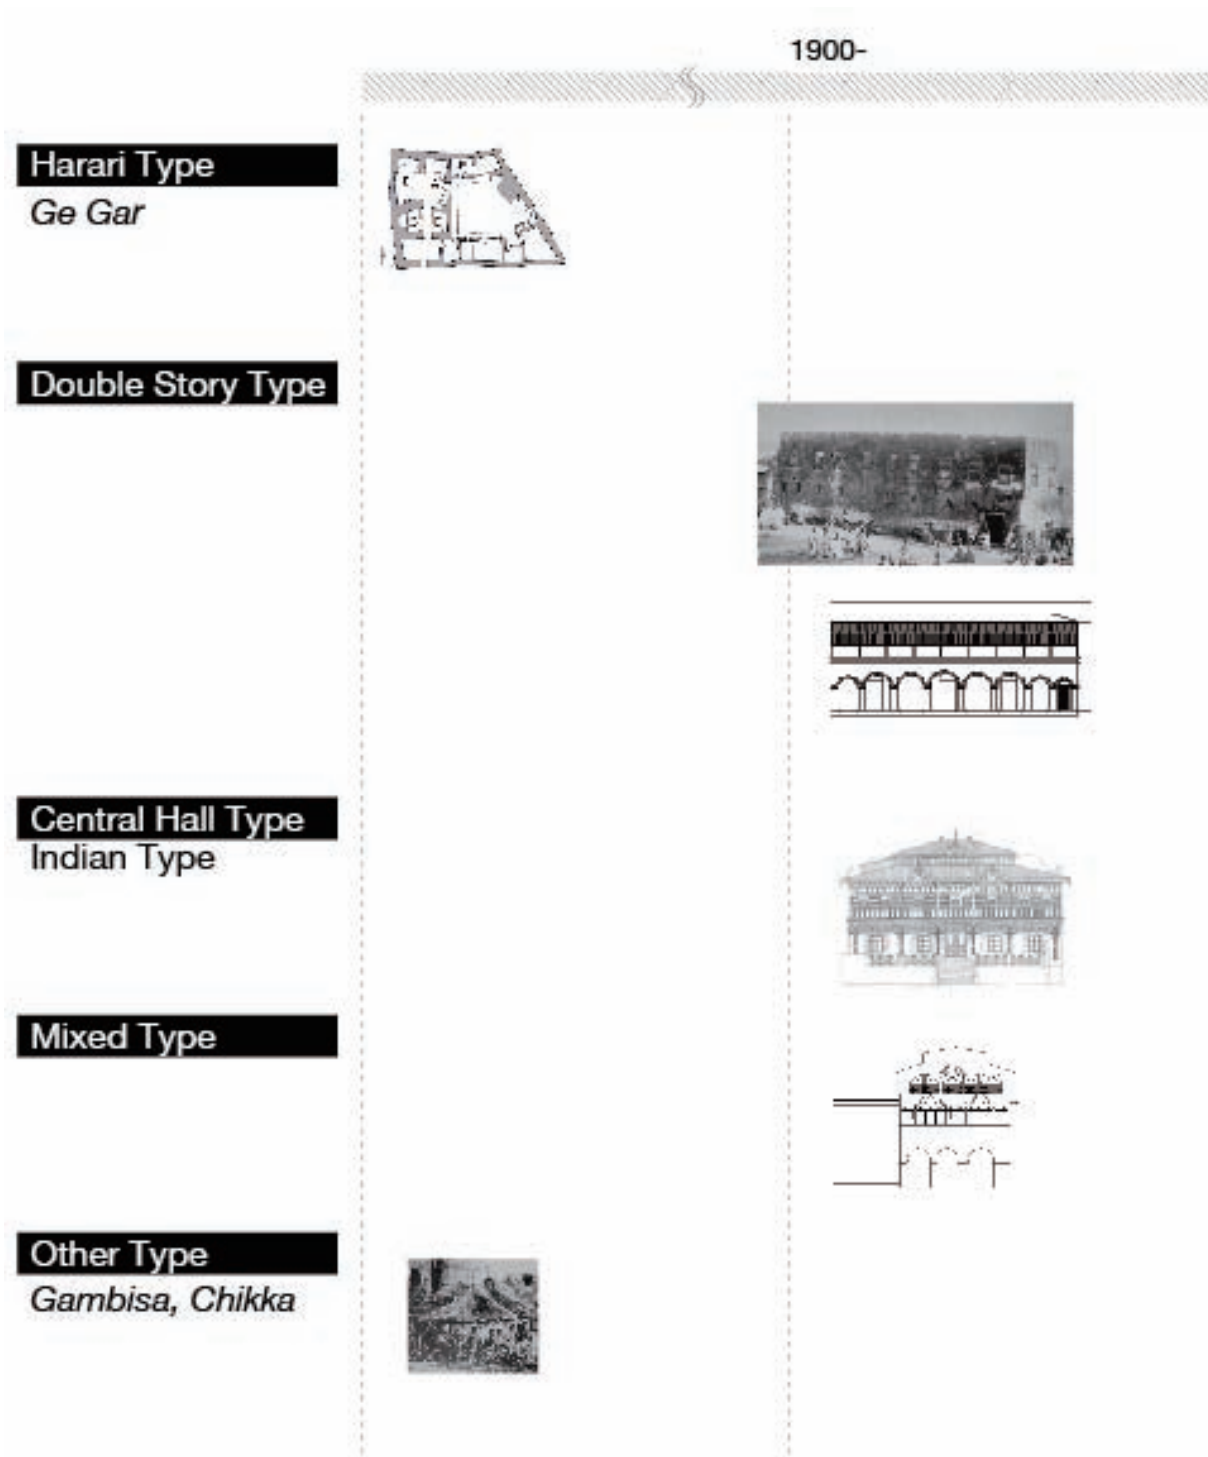 1900-
Harari Type
Ge Gar
Double Story Type
Central Hall Type
Indian Type
Mixed Type
Other Type
Gambisa, Chikka